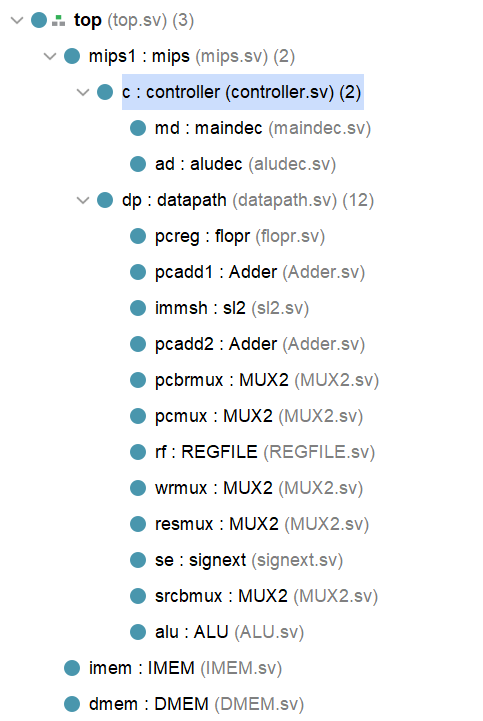 top (top.sv) (3)
mips1 : mips (mips.sv) (2)
c : controller (controller.sv) (2)
md : maindec (maindec.sv)
ad : aludec (aludec.sv)
dp : datapath (datapath.sv) (12)
pcreg : flopr (flopr.sv)
pcadd1 : Adder (Adder.sv)
immsh : sl2 (sl2.sv)
pcadd2 : Adder (Adder.sv)
pcbrmux : MUX2 (MUX2.sv)
pcmux : MUX2 (MUX2.sv)
rf : REGFILE (REGFILE.sv)
wrmux : MUX2 (MUX2.sv)
resmux : MUX2 (MUX2.sv)
se : signext (signext.sv)
srcbmux : MUX2 (MUX2.sv)
alu : ALU (ALU.sv)
imem : IMEM (IMEM.sv)
dmem : DMEM (DMEM.sv)